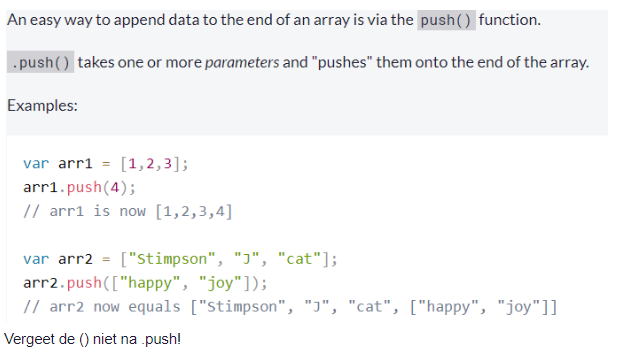 An easy way to append data to the end of an array is via the push() function.
.push() takes one or more parameters and "pushes" them onto the end of the array.
Examples:
var arr1 = [1,2,3];
arr1.push(4);
// arr1 is now [1,2,3,4]
var arr2 = ["Stimpson", "J", "cat"];
arr2.push(["happy", "joy"]);
// arr2 now equals ["Stimpson", "J", "cat", ["happy", "joy"]]
Vergeet de () niet na .push!